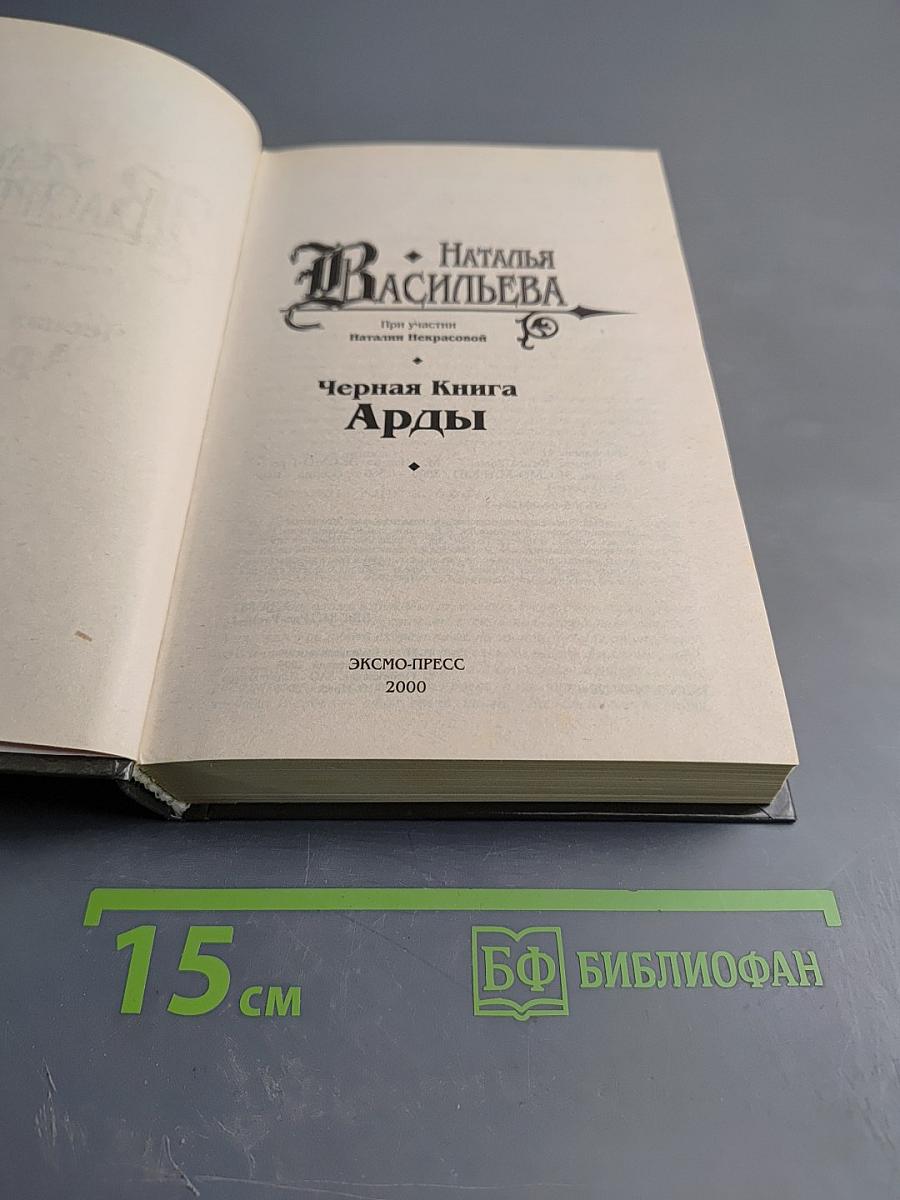 Наталья
Васильева
При участии
Наталии Некрасовой
Черная Книга
Арды
ЭКСМО-ПРЕСС
2000
15 см
БФ БИБЛИОФАН